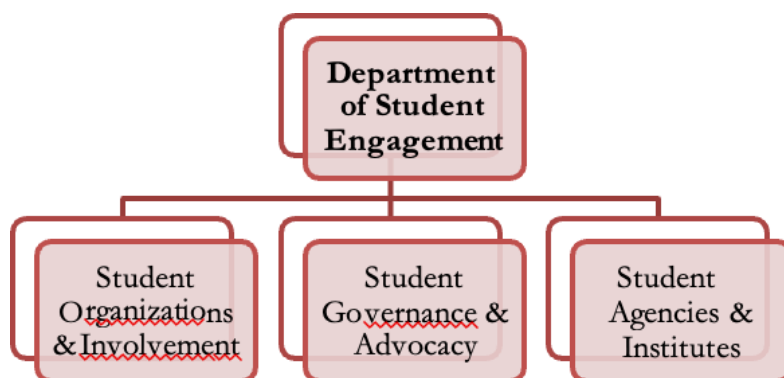 Department
of Student
Engagement
Student
Organizations
& Involvement
Student
Governance &
Advocacy
Student
Agencies &
Institutes